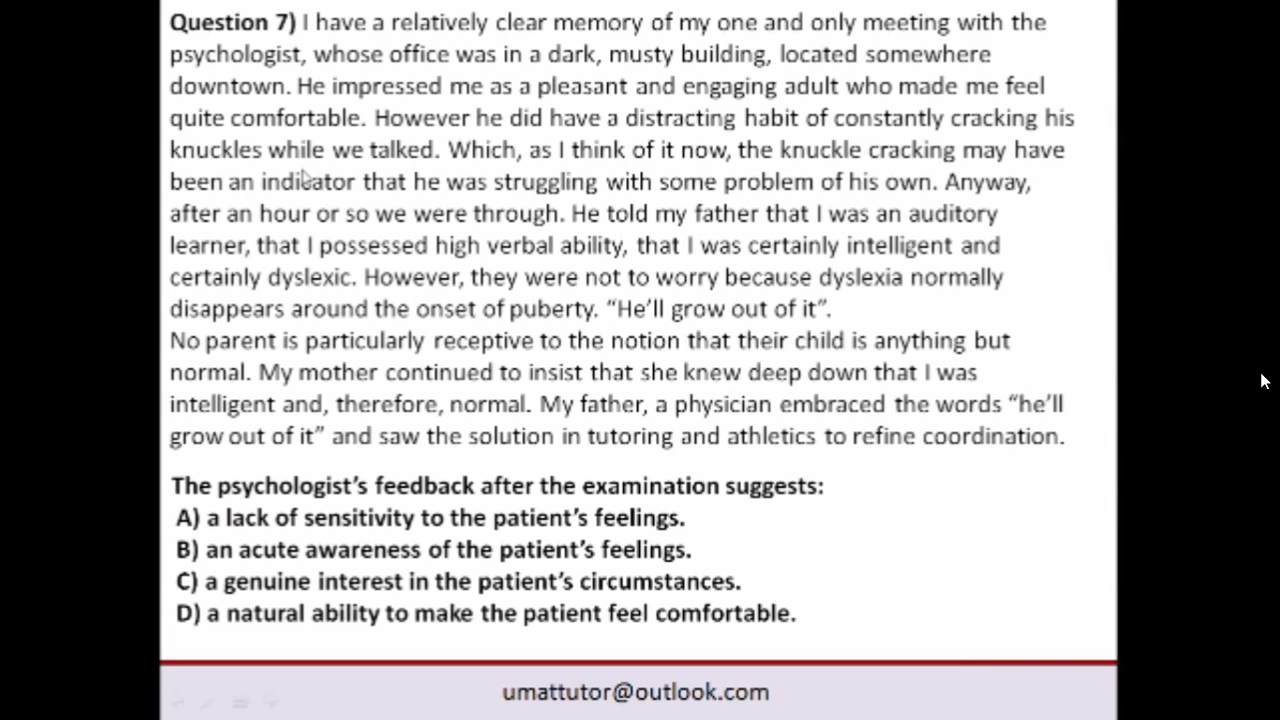 Question 7) I have a relatively clear memory of my one and only meeting with the
psychologist, whose office was in a dark, musty building, located somewhere
downtown. He impressed me as a pleasant and engaging adult who made me feel
quite comfortable. However he did have a distracting habit of constantly cracking his
knuckles while we talked. Which, as I think of it now, the knuckle cracking may have
been an indicator that he was struggling with some problem of his own. Anyway,
after an hour or so we were through. He told my father that I was an auditory
learner, that I possessed high verbal ability, that I was certainly intelligent and
certainly dyslexic. However, they were not to worry because dyslexia normally
disappears around the onset of puberty. “He’ll grow out of it”.
No parent is particularly receptive to the notion that their child is anything but
normal. My mother continued to insist that she knew deep down that I was
intelligent and, therefore, normal. My father, a physician embraced the words “he’ll
grow out of it” and saw the solution in tutoring and athletics to refine coordination.
The psychologist’s feedback after the examination suggests:
A) a lack of sensitivity to the patient’s feelings.
B) an acute awareness of the patient’s feelings.
C) a genuine interest in the patient’s circumstances.
D) a natural ability to make the patient feel comfortable.
umattutor@outlook.com